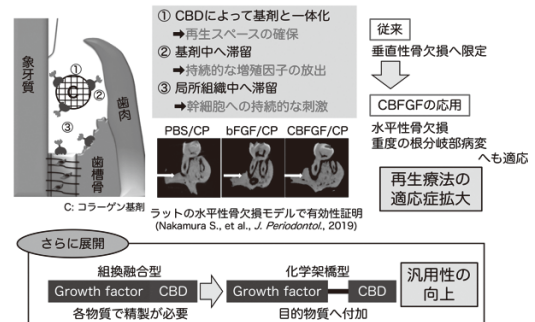 ① CBDによって基剤と一体化
➡再生スペースの確保
② 基剤中へ滞留
➡持続的な増殖因子の放出
③ 局所組織中へ滞留
➡幹細胞への持続的な刺激
象牙質
①
C
②
③
歯肉
歯槽骨
C: コラーゲン基剤
PBS/CP bFGF/CP CBFGF/CP
ラットの水平性骨欠損モデルで有効性証明
(Nakamura S., et al., J. Periodontol., 2019)
従来
垂直性骨欠損へ限定
CBFGFの応用
水平性骨欠損
重度の根分岐部病変
へも適応
再生療法の
適応症拡大
さらに展開
組換融合型
Growth factor CBD
各物質で精製が必要
化学架橋型
Growth factor CBD
目的物質へ付加
汎用性の
向上